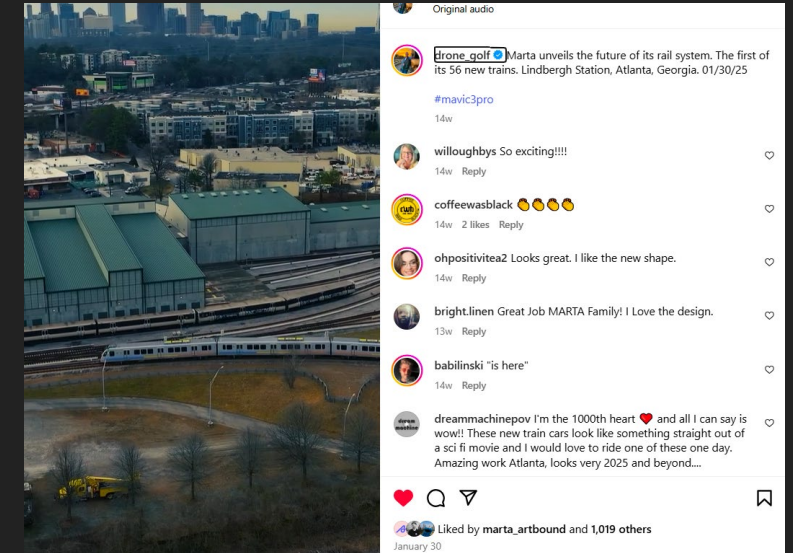 Original audio
drone_golf Marta unveils the future of its rail system. The first of
its 56 new trains. Lindbergh Station, Atlanta, Georgia. 01/30/25
#mavic3pro
14w
willoughbys So exciting!!!!
14w Reply
coffeewasblack 👏👏👏👏
14w 2 likes Reply
ohpositivitea2 Looks great. I like the new shape.
14w Reply
bright.linen Great Job MARTA Family! I Love the design.
13w Reply
babilinski "is here"
14w Reply
dream machine
dreammachinepov I'm the 1000th heart ❤️ and all I can say is
wow!! These new train cars look like something straight out of
a sci fi movie and I would love to ride one of these one day.
Amazing work Atlanta, looks very 2025 and beyond....
Liked by marta_artbound and 1,019 others
January 30